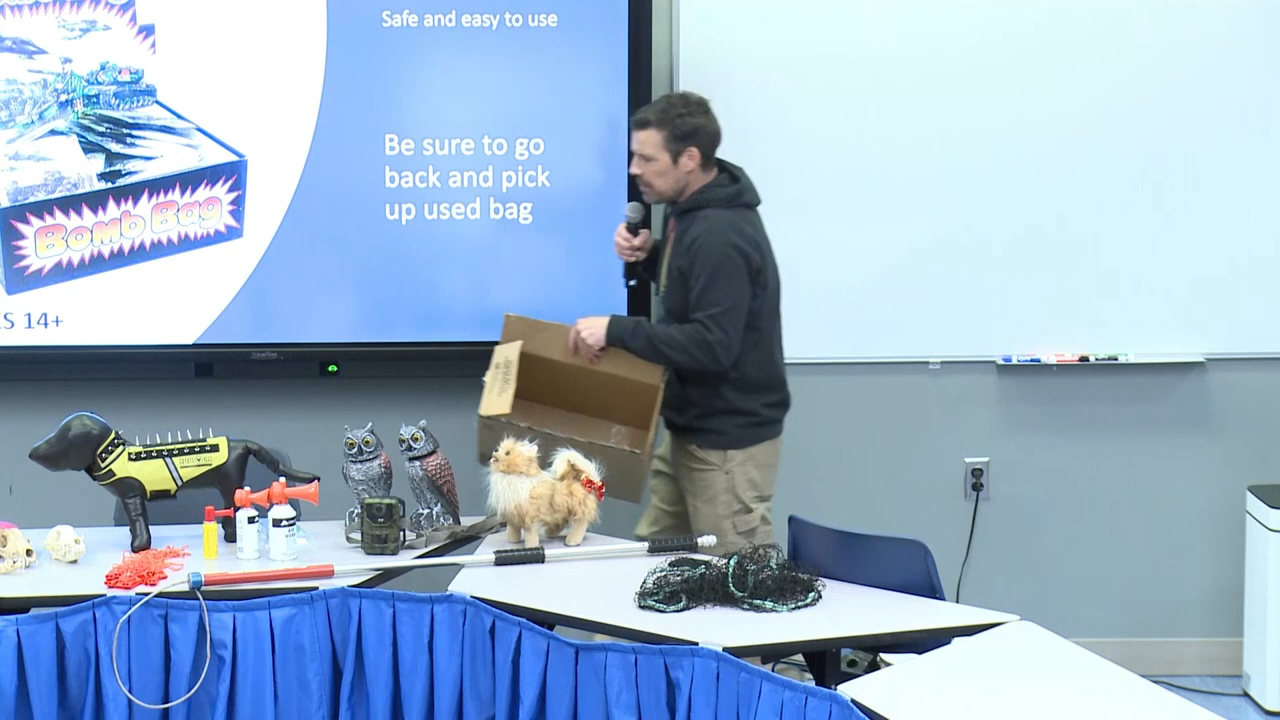 Safe and easy to use
Be sure to go
back and pick
up used bag
Bomb Bag
S 14+